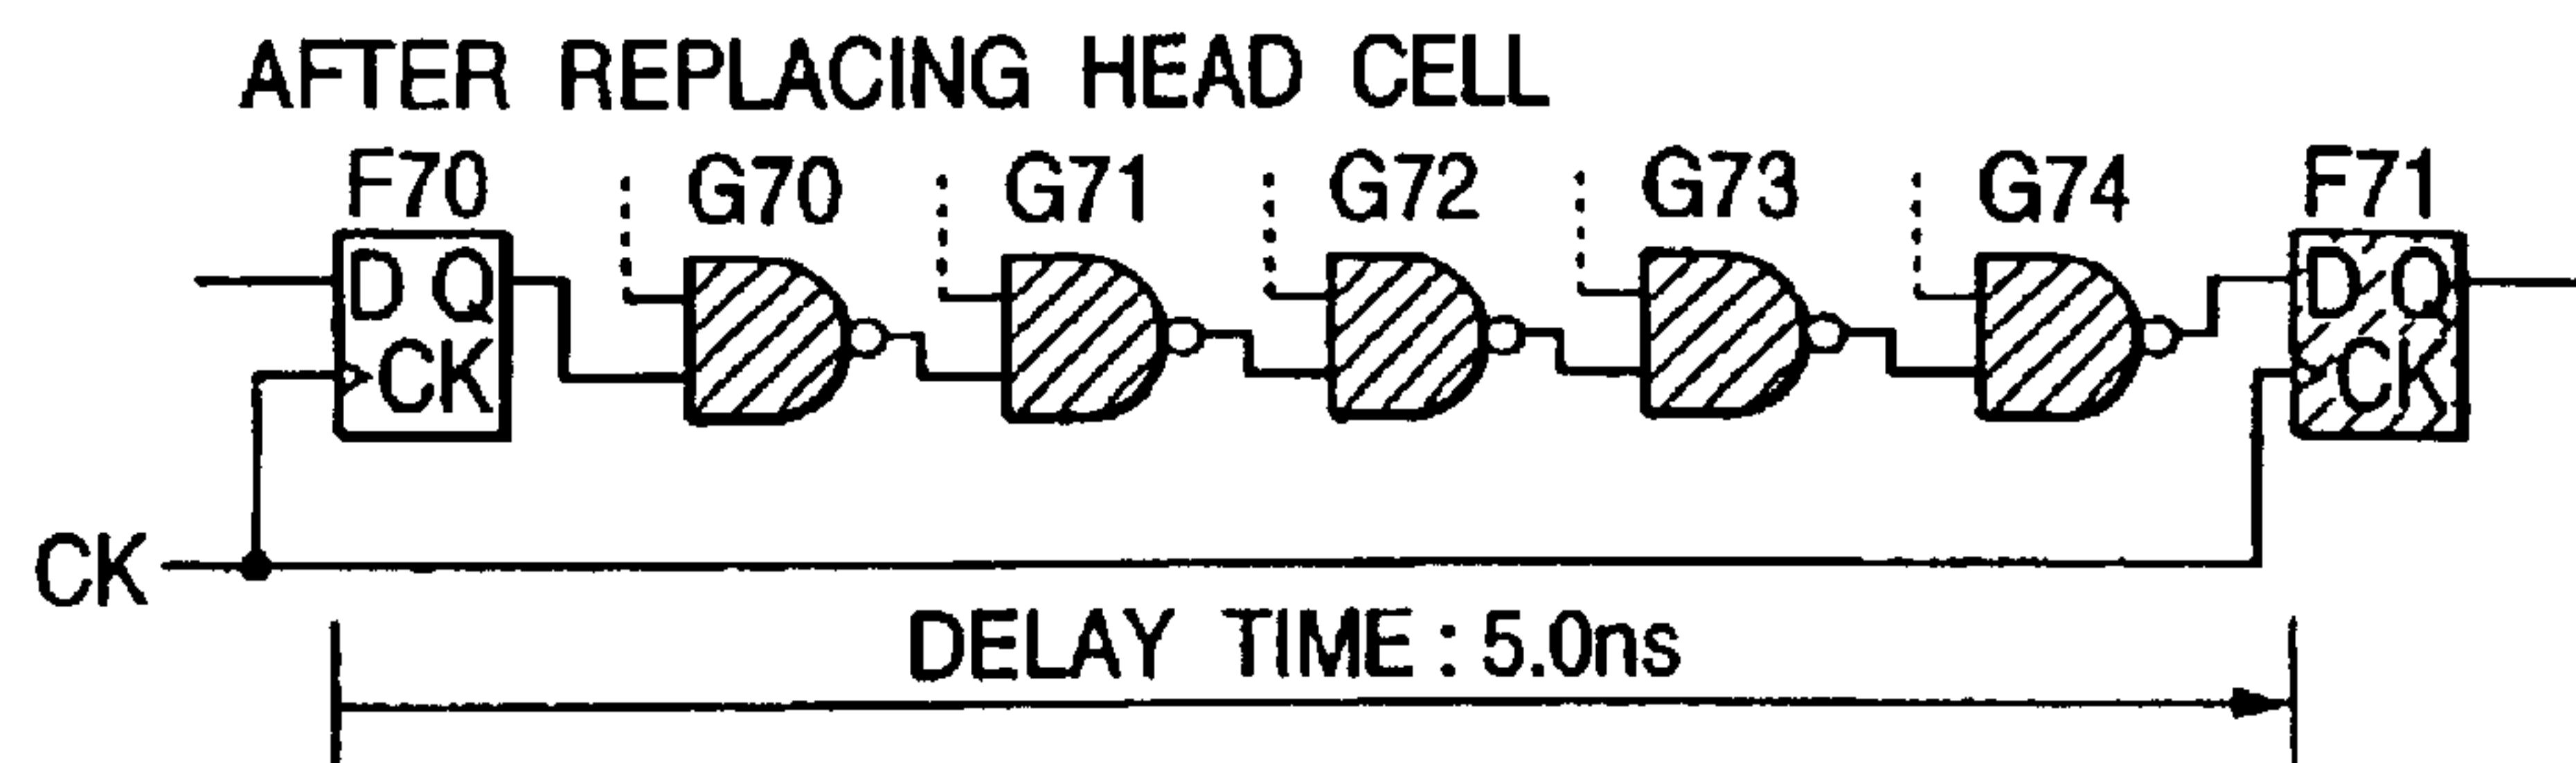 AFTER REPLACING HEAD CELL
F70 G70 G71 G72 G73 G74 F71
D Q D Q
CK CK
CK
DELAY TIME : 5.0ns